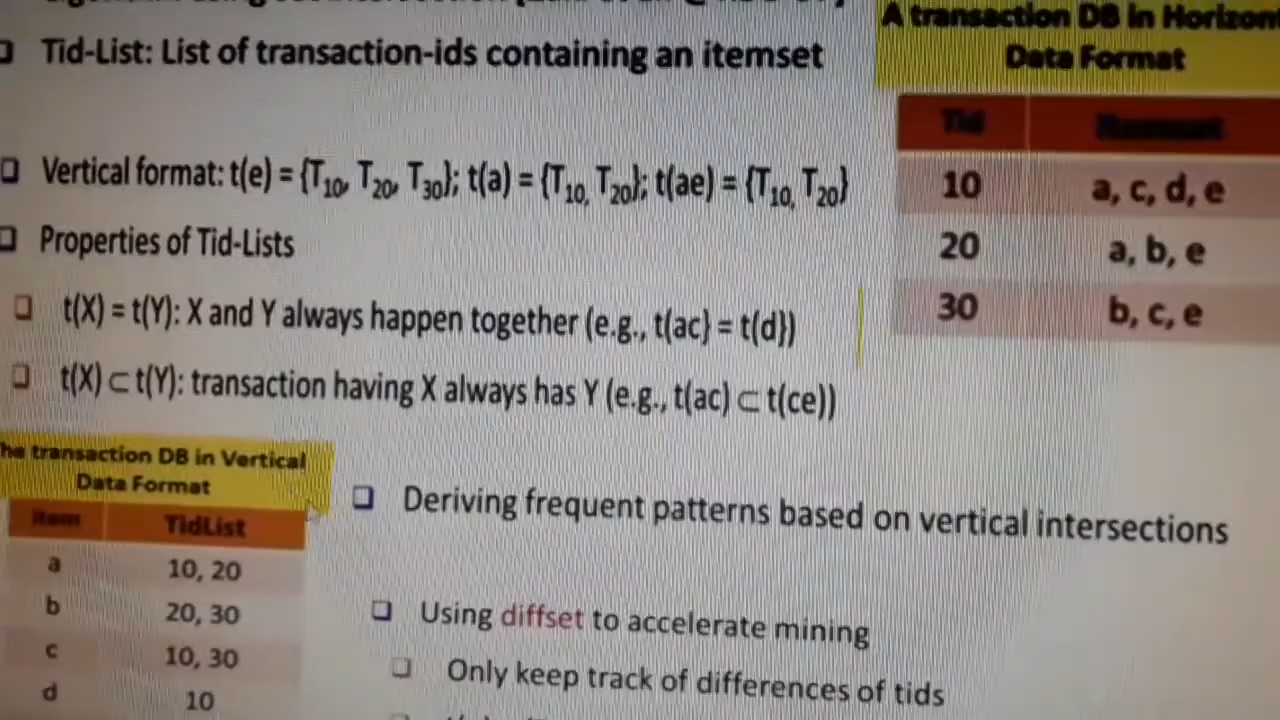 Tid-List: List of transaction-ids containing an itemset
Vertical format: t(e) = {T10, T20, T30}; t(a) = {T10, T20}; t(ae) = {T10, T20}
Properties of Tid-Lists
t(X) = t(Y): X and Y always happen together (e.g., t(ac} = t(d})
t(X) ⊂ t(Y): transaction having X always has Y (e.g., t(ac) ⊂ t(ce))
A transaction DB in
Data Format
Tid
10 a, c, d, e
20 a, b, e
30 b, c, e
transaction DB in Vertical
Data Format
Item TidList
a 10, 20
b 20, 30
c 10, 30
d 10
Deriving frequent patterns based on vertical intersections
Using diffset to accelerate mining
Only keep track of differences of tids